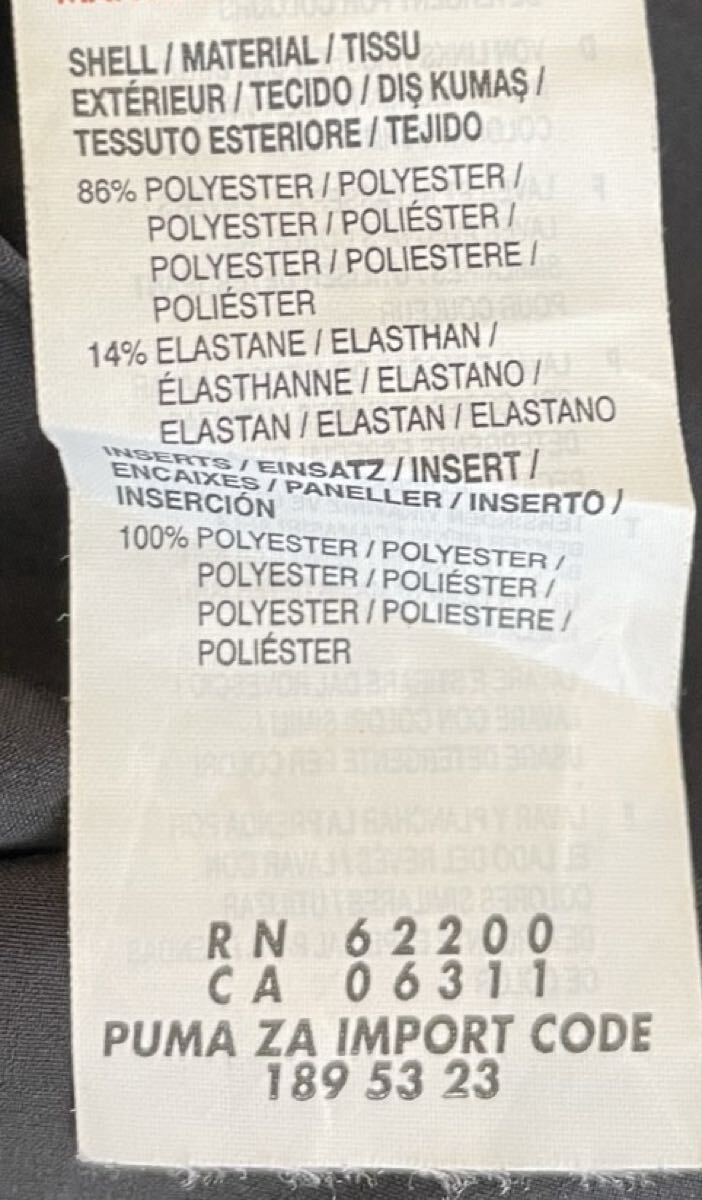 SHELL / MATERIAL / TISSU
EXTÉRIEUR / TECIDO / DIŞ KUMAŞ /
TESSUTO ESTERIORE / TEJIDO
86% POLYESTER / POLYESTER /
POLYESTER / POLIÉSTER /
POLYESTER / POLIESTERE /
POLIÉSTER
14% ELASTANE / ELASTHAN /
ÉLASTHANNE / ELASTANO /
ELASTAN / ELASTAN / ELASTANO
INSERTS / EINSATZ / INSERT /
ENCAIXES / PANELLER / INSERTO /
INSERCIÓN
100% POLYESTER / POLYESTER /
POLYESTER / POLIÉSTER /
POLYESTER / POLIESTERE /
POLIÉSTER
RN 62200
CA 06311
PUMA ZA IMPORT CODE
189 53 23